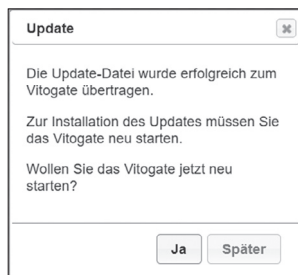 Update
Die Update-Datei wurde erfolgreich zum
Vitogate übertragen.
Zur Installation des Updates müssen Sie
das Vitogate neu starten.
Wollen Sie das Vitogate jetzt neu
starten?
Ja
Später